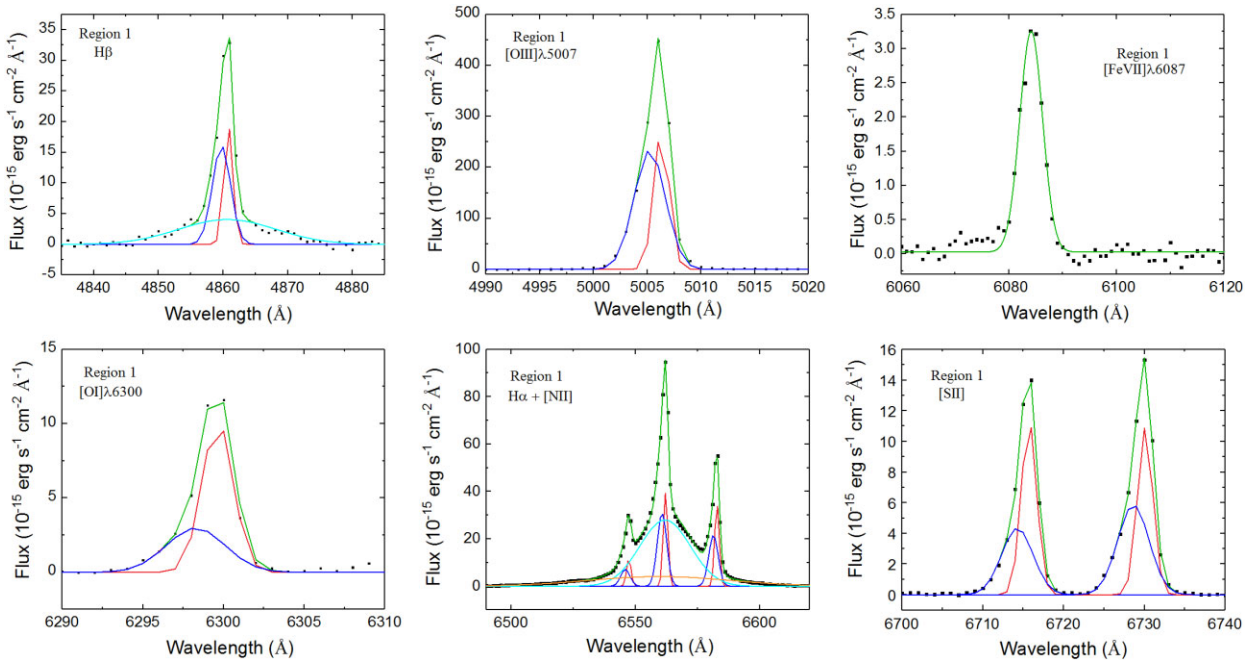 Region 1
Hβ
35
30
25
20
15
10
5
0
-5
4840 4850 4860 4870 4880
Flux (10⁻¹⁵ erg s⁻¹ cm⁻² Å⁻¹)
Wavelength (Å)
Region 1
[OIII]λ5007
500
400
300
200
100
0
4990 4995 5000 5005 5010 5015 5020
Flux (10⁻¹⁵ erg s⁻¹ cm⁻² Å⁻¹)
Wavelength (Å)
Region 1
[FeVII]λ6087
3.5
3.0
2.5
2.0
1.5
1.0
0.5
0.0
6060 6080 6100 6120
Flux (10⁻¹⁵ erg s⁻¹ cm⁻² Å⁻¹)
Wavelength (Å)
Region 1
[OI]λ6300
15
10
5
0
6290 6295 6300 6303 6310
Flux (10⁻¹⁵ erg s⁻¹ cm⁻² Å⁻¹)
Wavelength (Å)
Region 1
Hα + [NII]
100
80
60
40
20
0
6500 6550 6600
Flux (10⁻¹⁵ erg s⁻¹ cm⁻² Å⁻¹)
Wavelength (Å)
Region 1
[SII]
16
14
12
10
8
6
4
2
0
6700 6710 6720 6730 6740
Flux (10⁻¹⁵ erg s⁻¹ cm⁻² Å⁻¹)
Wavelength (Å)